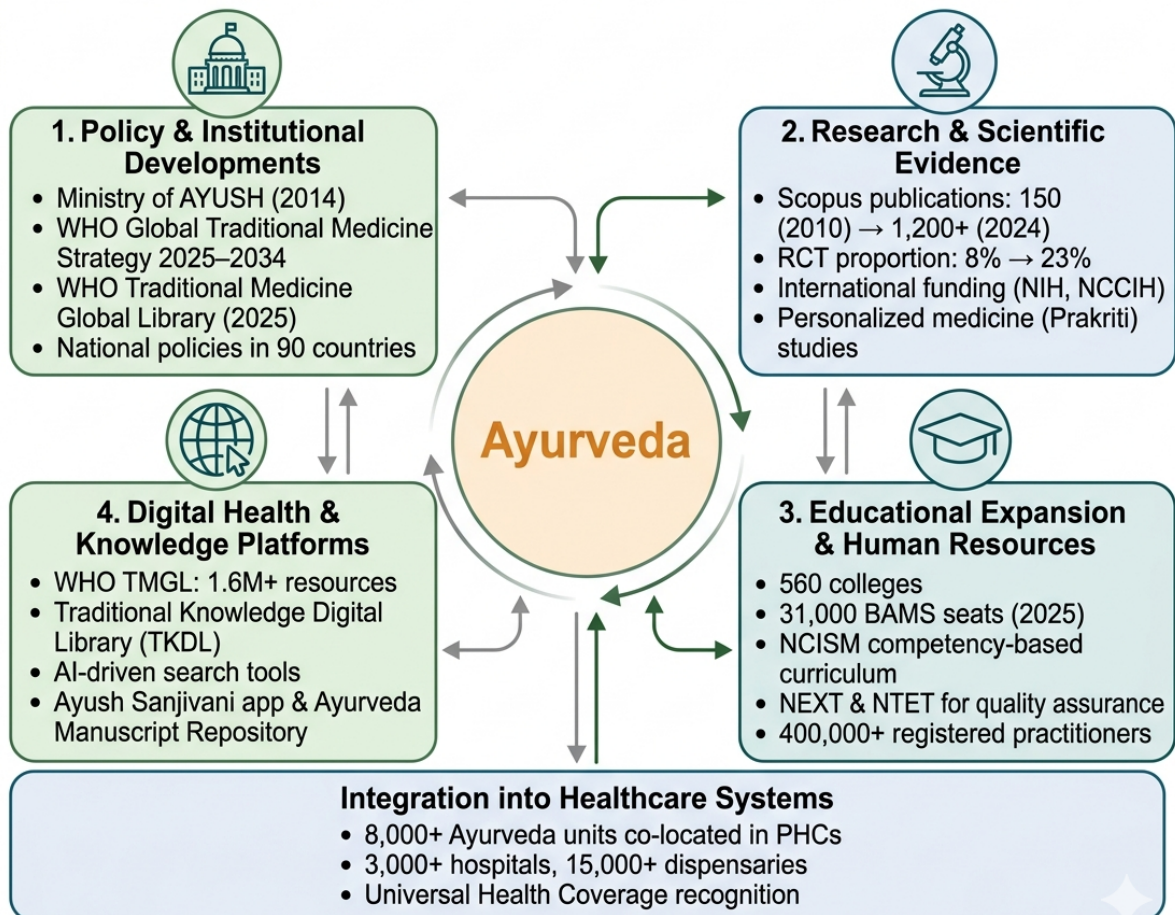 1. Policy & Institutional
Developments
• Ministry of AYUSH (2014)
• WHO Global Traditional Medicine
Strategy 2025–2034
• WHO Traditional Medicine
Global Library (2025)
• National policies in 90 countries
2. Research & Scientific
Evidence
• Scopus publications: 150
(2010) → 1,200+ (2024)
• RCT proportion: 8% → 23%
• International funding (NIH, NCCIH)
• Personalized medicine (Prakriti)
studies
Ayurveda
3. Educational Expansion
& Human Resources
• 560 colleges
• 31,000 BAMS seats (2025)
• NCISM competency-based
curriculum
• NEXT & NTET for quality assurance
• 400,000+ registered practitioners
4. Digital Health &
Knowledge Platforms
• WHO TMGL: 1.6M+ resources
• Traditional Knowledge Digital
Library (TKDL)
• AI-driven search tools
• Ayush Sanjivani app & Ayurveda
Manuscript Repository
Integration into Healthcare Systems
• 8,000+ Ayurveda units co-located in PHCs
• 3,000+ hospitals, 15,000+ dispensaries
• Universal Health Coverage recognition